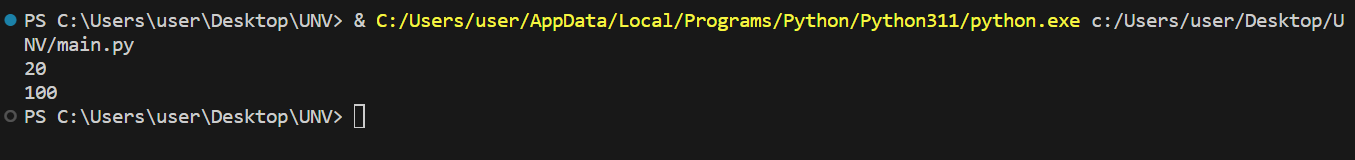 PS C:\Users\user\Desktop\UNV> & C:/Users/user/AppData/Local/Programs/Python/Python311/python.exe c:/Users/user/Desktop/U
NV/main.py
20
100
PS C:\Users\user\Desktop\UNV>